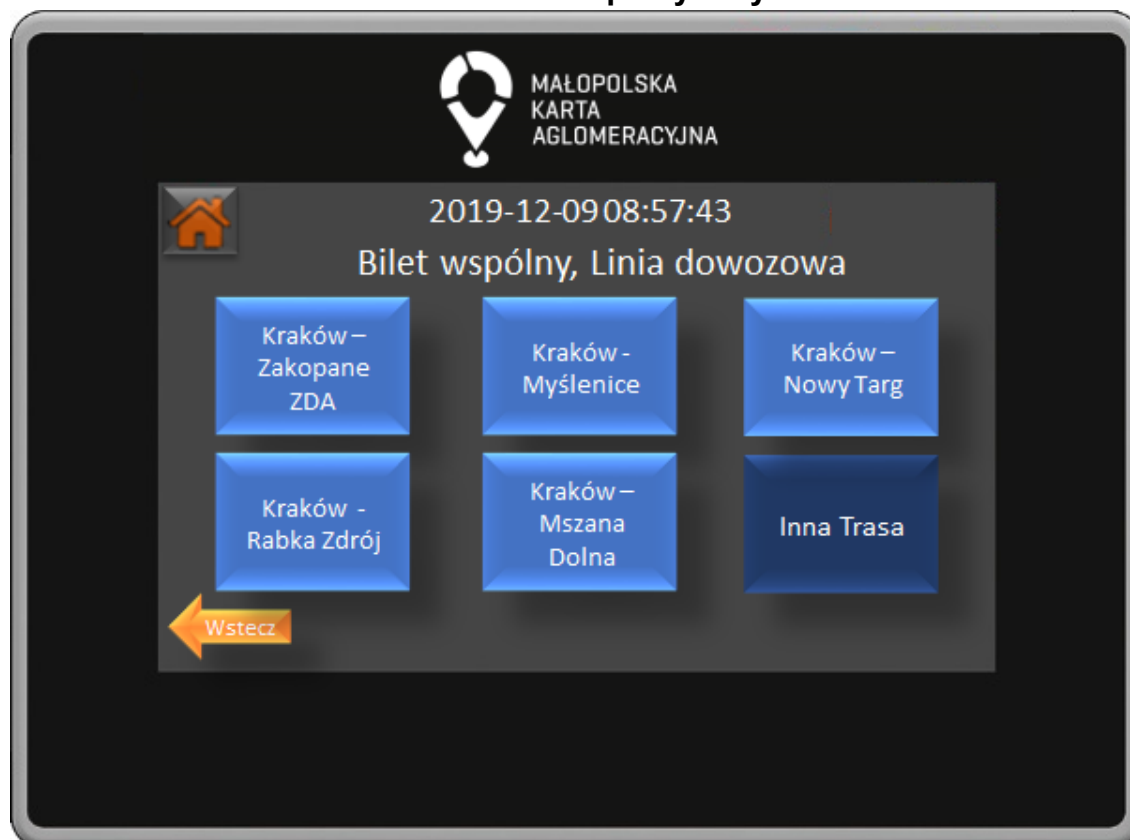 MAŁOPOLSKA
KARTA
AGLOMERACYJNA
2019-12-09 08:57:43
Bilet wspólny, Linia dowozowa
Kraków –
Zakopane
ZDA
Kraków -
Myślenice
Kraków –
Nowy Targ
Kraków -
Rabka Zdrój
Kraków –
Mszana
Dolna
Inna Trasa
Wstecz